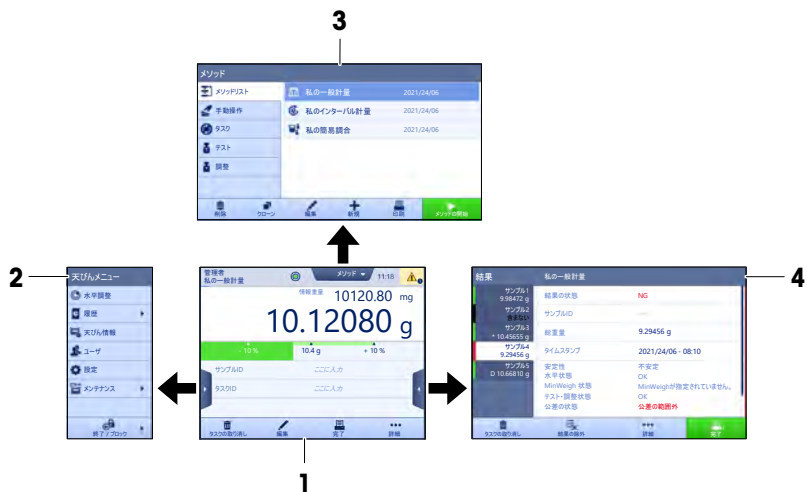 3
メソッド
メソッドリスト
私の一般計量 2021/24/06
手動操作
私のインターバル計量 2021/24/06
タスク
私の簡易調合 2021/24/06
テスト
調整
削除 クローン 編集 新規 印刷 メソッドの開始
2
天びんメニュー
水平調整
履歴
天びん情報
ユーザ
設定
メンテナンス
終了 / ブロック
管理者
私の一般計量
メソッド
11:18
情報重量 10120.80 mg
10.12080 g
- 10 % 10.4 g + 10 %
サンプルID ここに入力
タスクID ここに入力
タスクの取り消し 編集 完了 詳細
1
4
結果 私の一般計量
サンプル1
9.98472 g
サンプル2
含まない
サンプル3
* 10.45655 g
サンプル4
9.29456 g
サンプル5
D 10.66810 g
結果の状態 NG
サンプルID
総重量 9.29456 g
タイムスタンプ 2021/24/06 - 08:10
安定性 不安定
水平状態 OK
MinWeigh 状態 MinWeighが指定されていません。
テスト・調整状態 OK
公差の状態 公差の範囲外
タスクの取り消し 結果の除外 詳細 完了